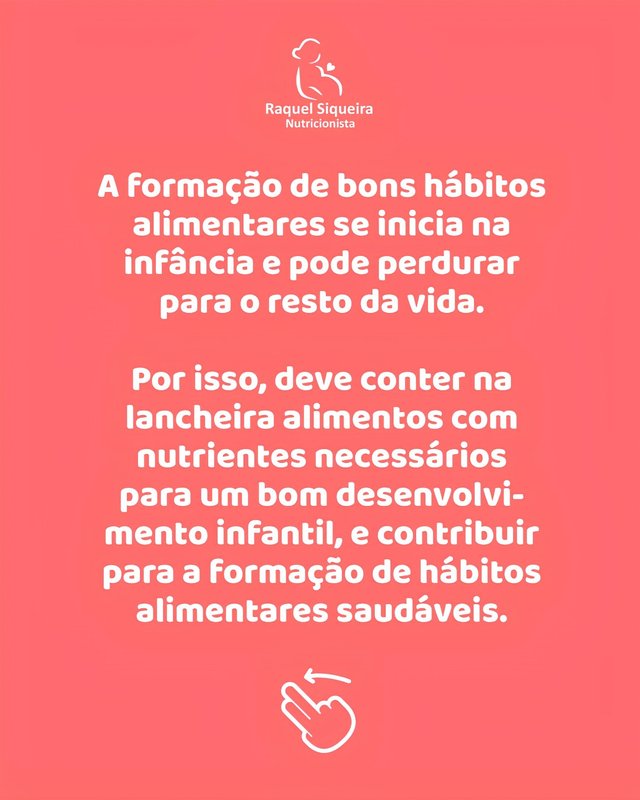 Raquel Siqueira
Nutricionista
A formação de bons hábitos
alimentares se inicia na
infância e pode perdurar
para o resto da vida.
Por isso, deve conter na
lancheira alimentos com
nutrientes necessários
para um bom desenvolvi-
mento infantil, e contribuir
para a formação de hábitos
alimentares saudáveis.